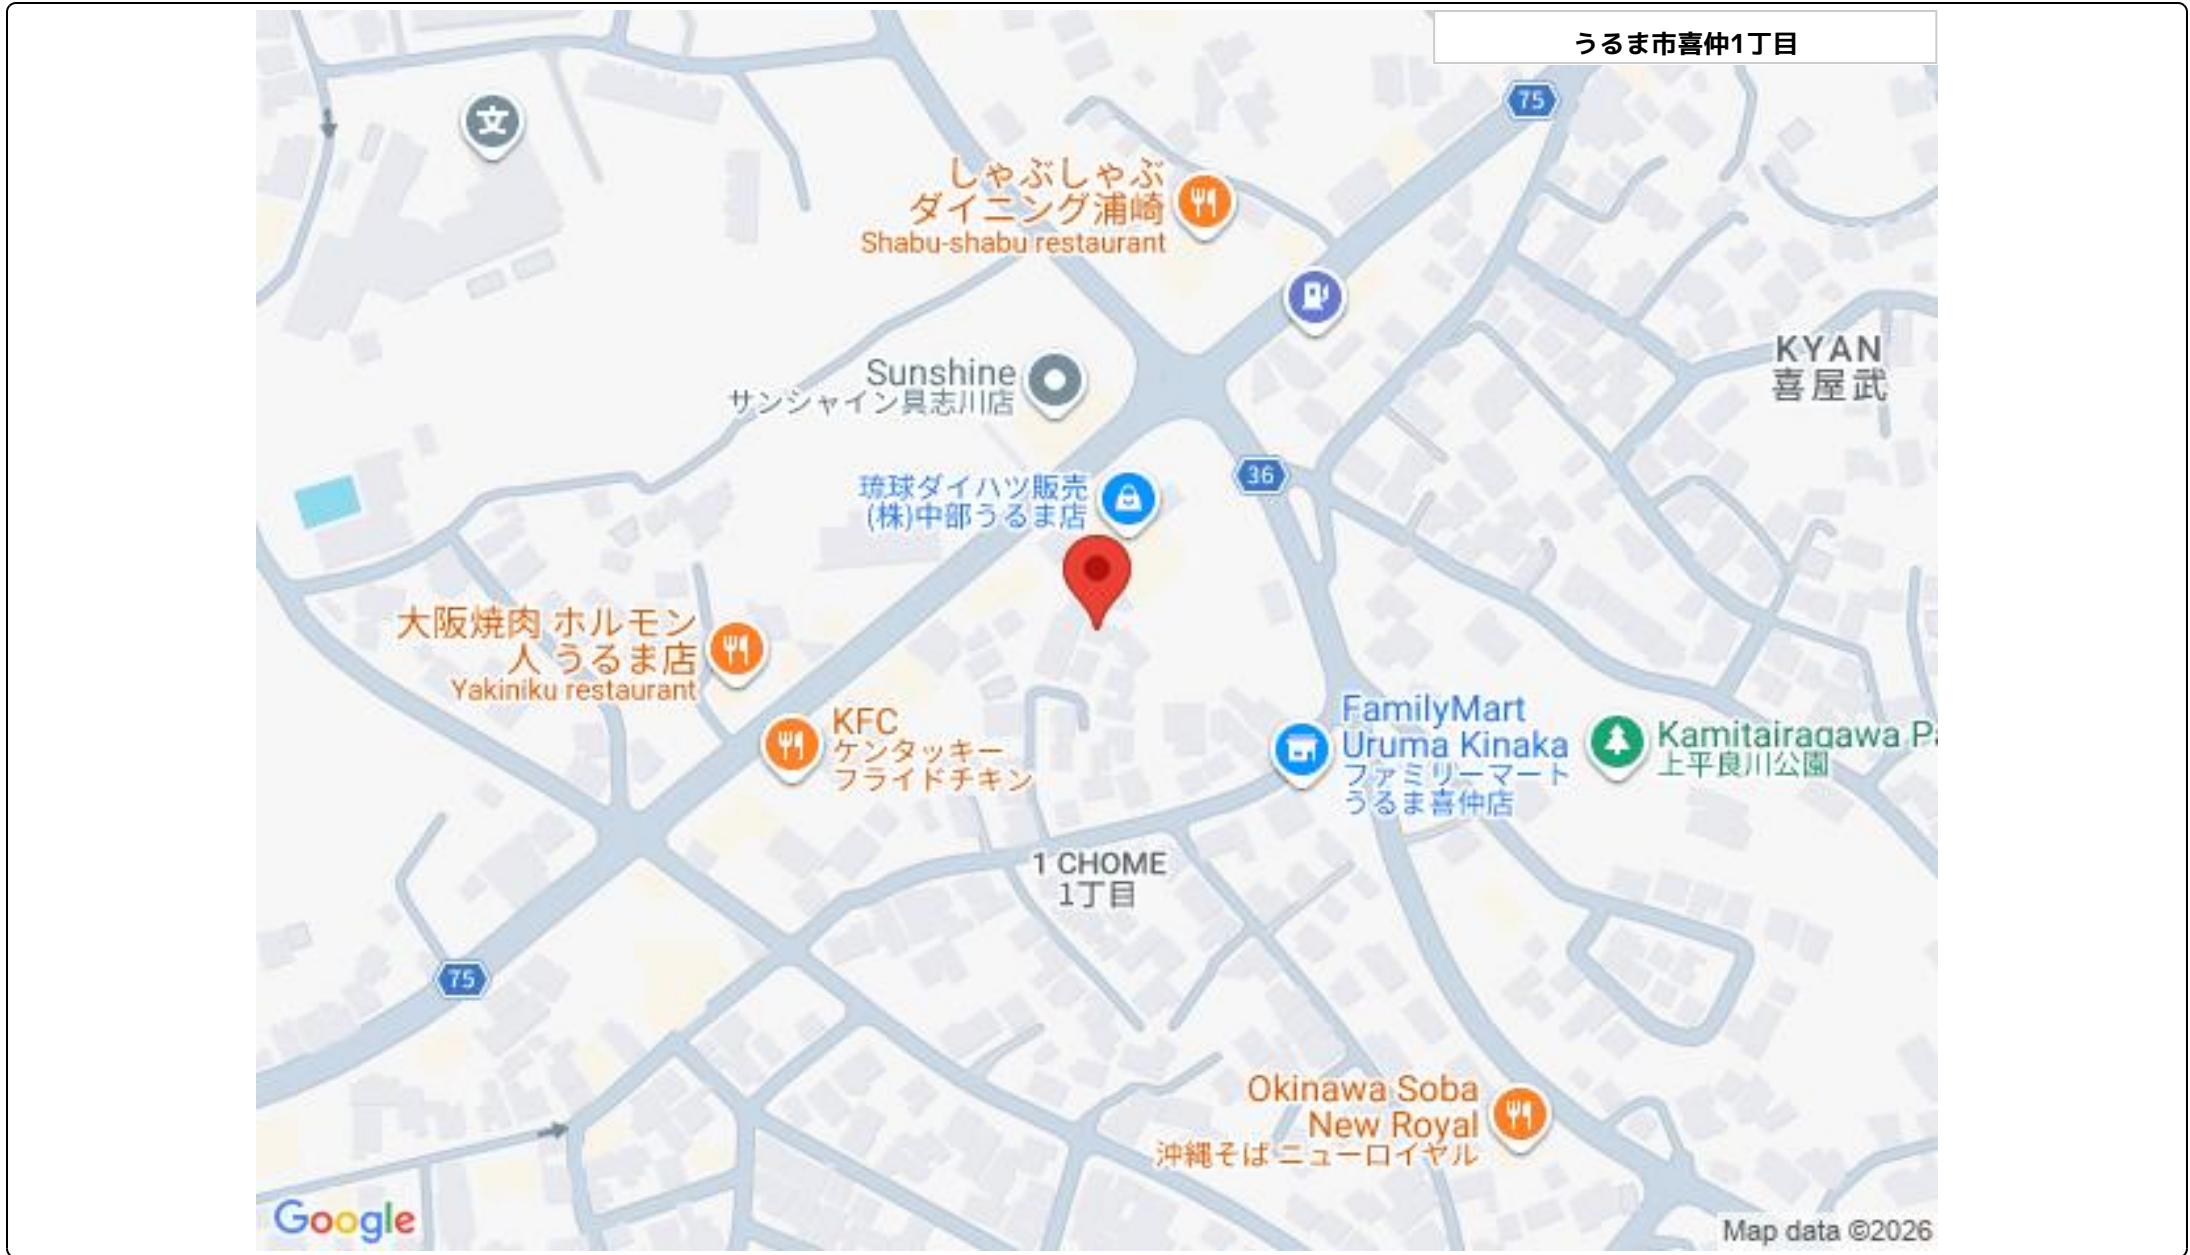 うるま市喜仲1丁目
75
文
しゃぶしゃぶ
ダイニング浦崎
Shabu-shabu restaurant
KYAN
喜屋武
Sunshine
サンシャイン具志川店
36
琉球ダイハツ販売
(株)中部うるま店
大阪焼肉 ホルモン
人 うるま店
Yakiniku restaurant
KFC
ケンタッキー
フライドチキン
FamilyMart
Uruma Kinaka
ファミリーマート
うるま喜仲店
Kamitairagawa Pa
上平良川公園
1 CHOME
1丁目
75
Okinawa Soba
New Royal
沖縄そば ニューロイヤル
Google
Map data ©2026